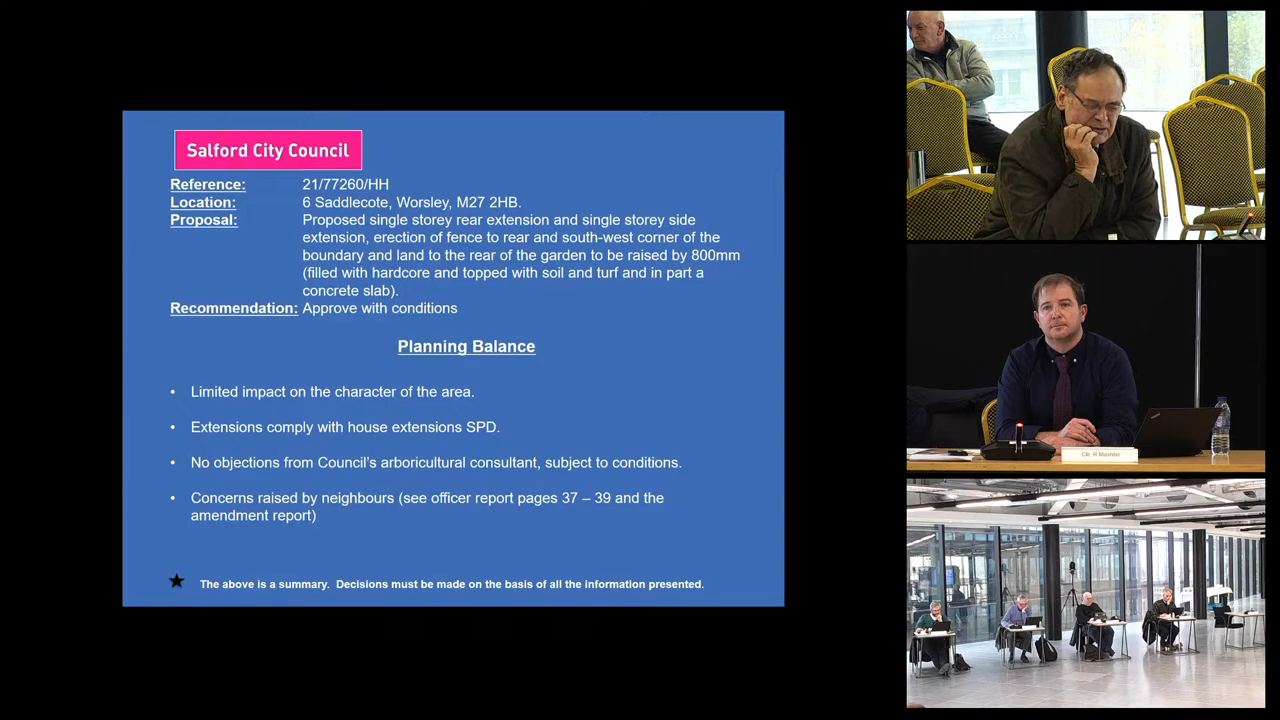 Salford City Council
Reference: 21/77260/HH
Location: 6 Saddlecote, Worsley, M27 2HB.
Proposal: Proposed single storey rear extension and single storey side
extension, erection of fence to rear and south-west corner of the
boundary and land to the rear of the garden to be raised by 800mm
(filled with hardcore and topped with soil and turf and in part a
concrete slab).
Recommendation: Approve with conditions
Planning Balance
• Limited impact on the character of the area.
• Extensions comply with house extensions SPD.
• No objections from Council's arboricultural consultant, subject to conditions.
• Concerns raised by neighbours (see officer report pages 37 – 39 and the
amendment report)
★ The above is a summary. Decisions must be made on the basis of all the information presented.
Cllr. R Mashiter